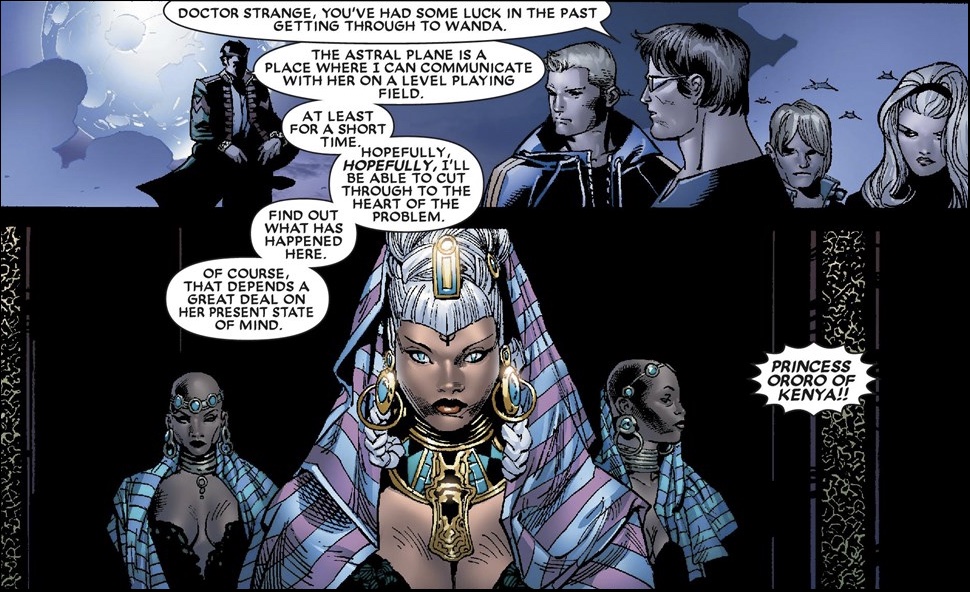 DOCTOR STRANGE, YOU'VE HAD SOME LUCK IN THE PAST
GETTING THROUGH TO WANDA.
THE ASTRAL PLANE IS A
PLACE WHERE I CAN COMMUNICATE
WITH HER ON A LEVEL PLAYING
FIELD.
AT LEAST
FOR A SHORT
TIME.
HOPEFULLY,
HOPEFULLY, I'LL
BE ABLE TO CUT
THROUGH TO THE
HEART OF THE
PROBLEM.
FIND OUT
WHAT HAS
HAPPENED
HERE.
OF COURSE,
THAT DEPENDS A
GREAT DEAL ON
HER PRESENT STATE
OF MIND.
PRINCESS
ORORO OF
KENYA!!